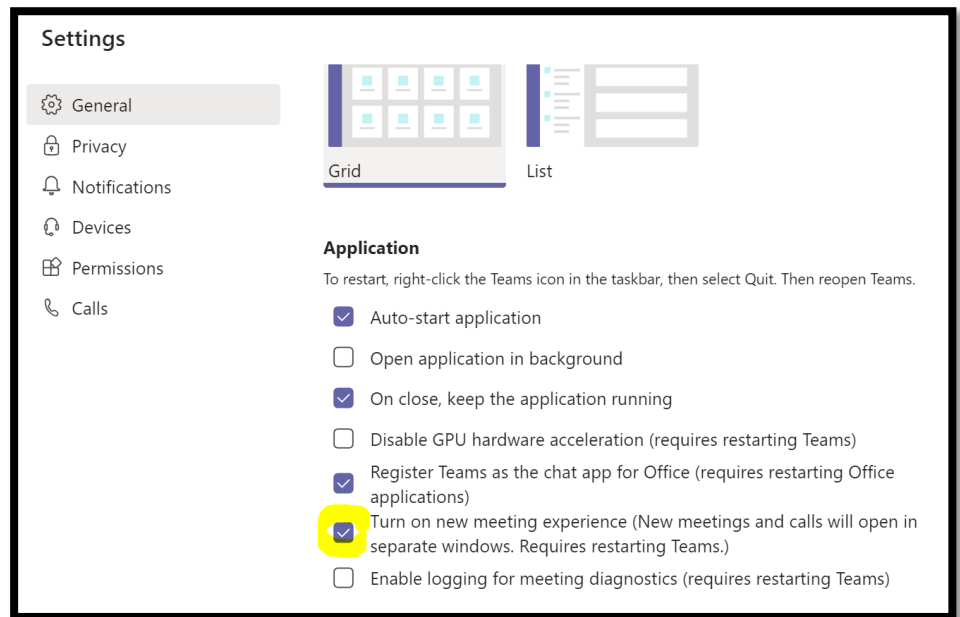 Settings
General
Privacy
Notifications
Devices
Permissions
Calls
Grid
List
Application
To restart, right-click the Teams icon in the taskbar, then select Quit. Then reopen Teams.
Auto-start application
Open application in background
On close, keep the application running
Disable GPU hardware acceleration (requires restarting Teams)
Register Teams as the chat app for Office (requires restarting Office
applications)
Turn on new meeting experience (New meetings and calls will open in
separate windows. Requires restarting Teams.)
Enable logging for meeting diagnostics (requires restarting Teams)